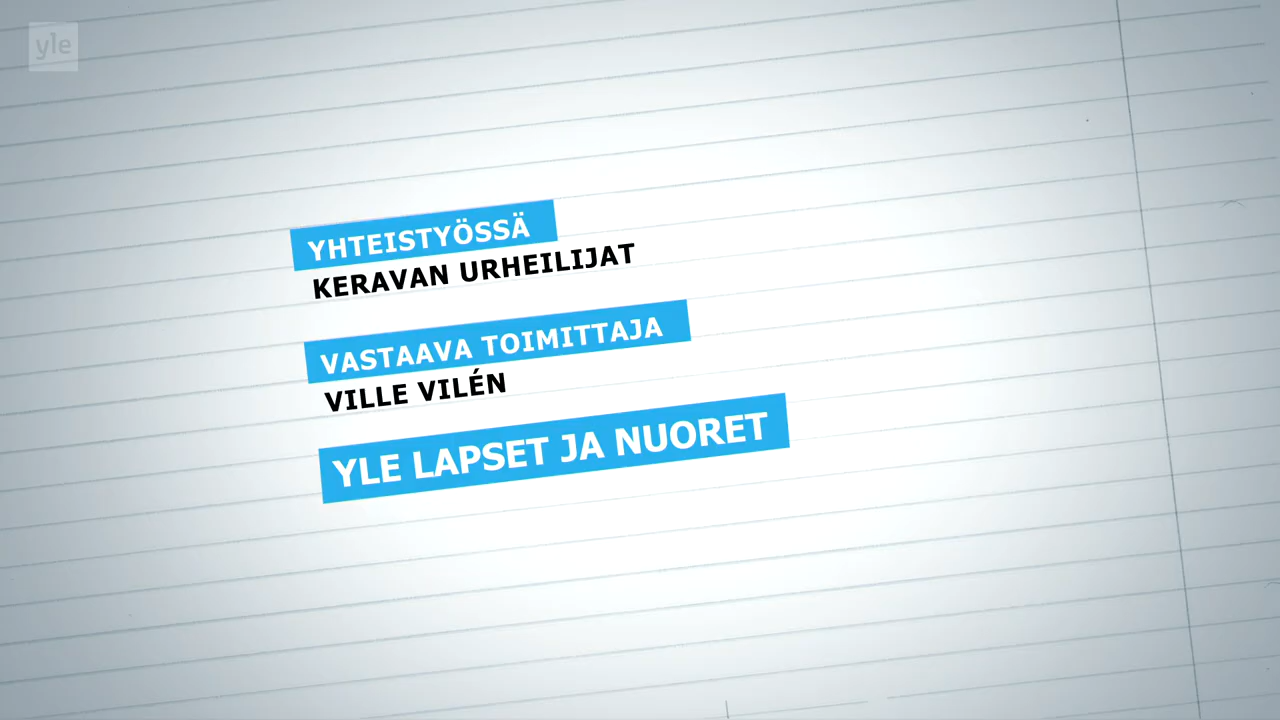 yle
YHTEISTYÖSSÄ
KERAVAN URHEILIJAT
VASTAAVA TOIMITTAJA
VILLE VILÉN
YLE LAPSET JA NUORET